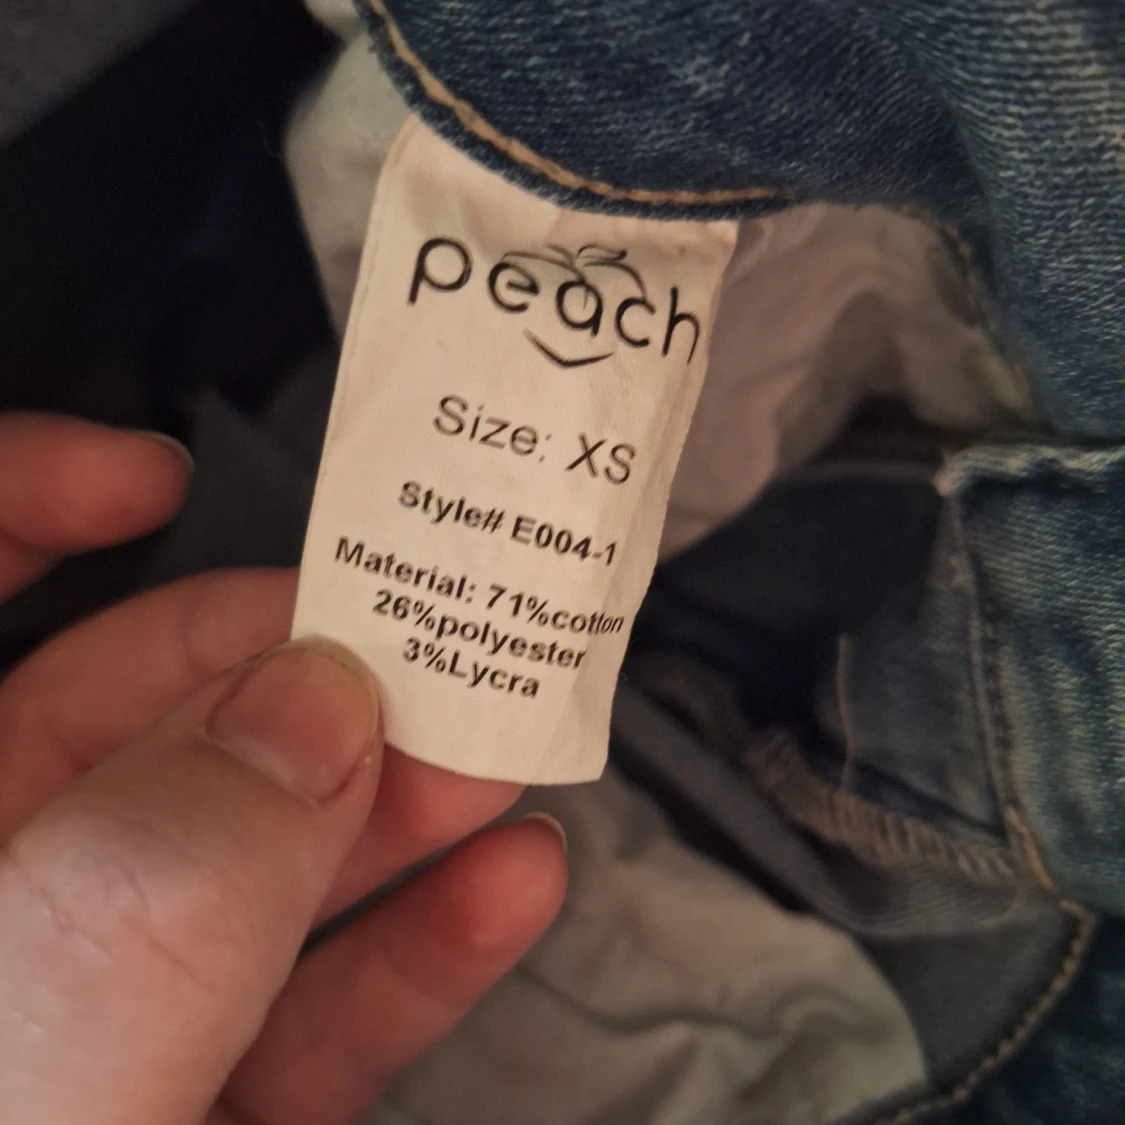 peach
Size: XS
Style# E004-1
Material: 71%cotton
26%polyester
3%Lycra